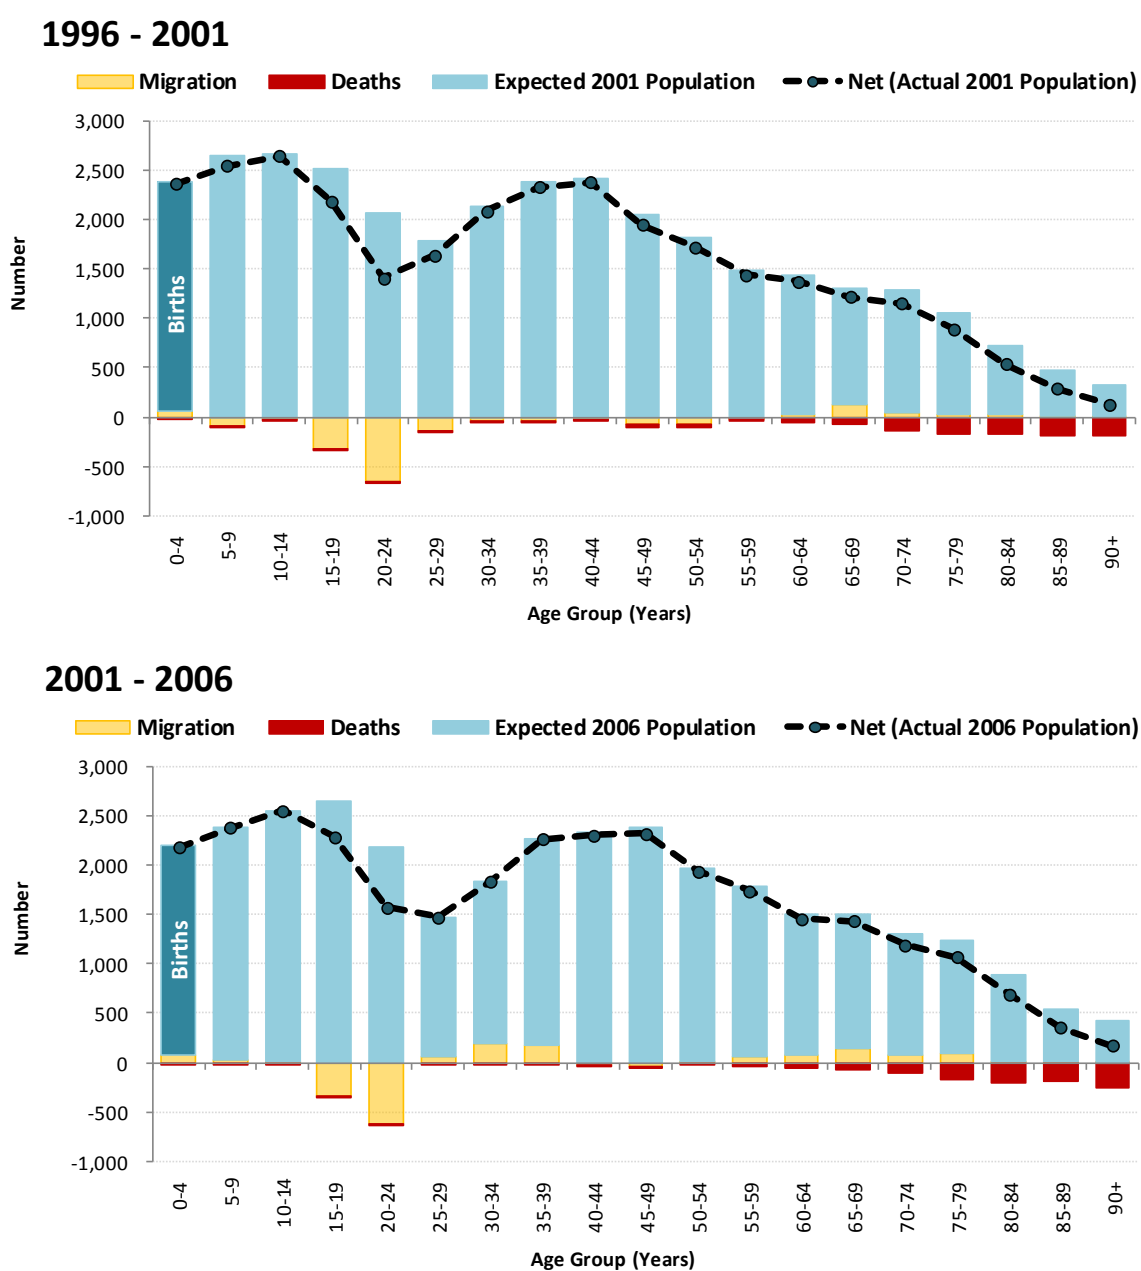 1996 - 2001
Migration Deaths Expected 2001 Population Net (Actual 2001 Population)
3,000
2,500
2,000
1,500
1,000
500
0
-500
-1,000
Number
Births
0-4 5-9 10-14 15-19 20-24 25-29 30-34 35-39 40-44 45-49 50-54 55-59 60-64 65-69 70-74 75-79 80-84 85-89 90+
Age Group (Years)
2001 - 2006
Migration Deaths Expected 2006 Population Net (Actual 2006 Population)
3,000
2,500
2,000
1,500
1,000
500
0
-500
-1,000
Number
Births
0-4 5-9 10-14 15-19 20-24 25-29 30-34 35-39 40-44 45-49 50-54 55-59 60-64 65-69 70-74 75-79 80-84 85-89 90+
Age Group (Years)